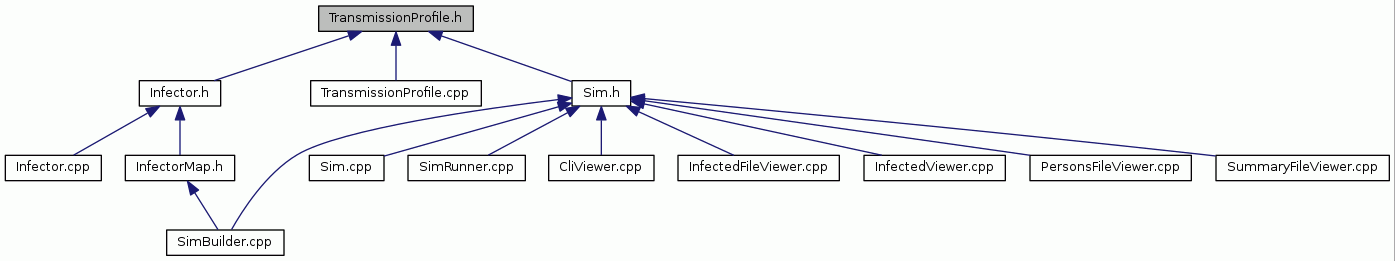 TransmissionProfile.h
Infector.h
TransmissionProfile.cpp
Sim.h
Infector.cpp
InfectorMap.h
Sim.cpp
SimRunner.cpp
CliViewer.cpp
InfectedFileViewer.cpp
InfectedViewer.cpp
PersonsFileViewer.cpp
SummaryFileViewer.cpp
SimBuilder.cpp